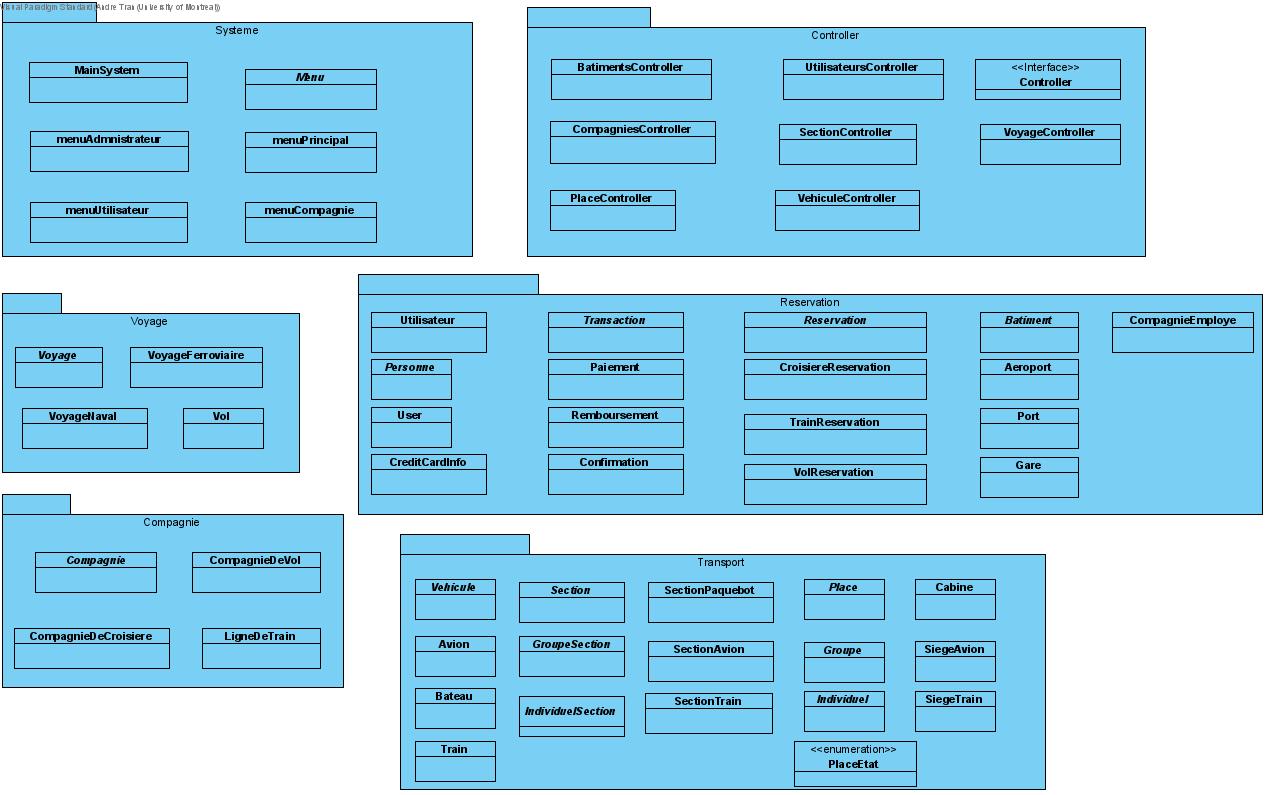 Visual Paradigm Standard(Andre Tran(University of Montreal))
Systeme
MainSystem
Menu
menuAdmnistrateur
menuPrincipal
menuUtilisateur
menuCompagnie
Controller
BatimentsController
UtilisateursController
<<Interface>>
Controller
CompagniesController
SectionController
VoyageController
PlaceController
VehiculeController
Voyage
Voyage
VoyageFerroviaire
VoyageNaval
Vol
Reservation
Utilisateur
Transaction
Reservation
Batiment
CompagnieEmploye
Personne
Paiement
CroisiereReservation
Aeroport
User
Remboursement
TrainReservation
Port
CreditCardInfo
Confirmation
VolReservation
Gare
Compagnie
Compagnie
CompagnieDeVol
CompagnieDeCroisiere
LigneDeTrain
Transport
Vehicule
Section
SectionPaquebot
Place
Cabine
Avion
GroupeSection
SectionAvion
Groupe
SiegeAvion
Bateau
IndividuelSection
SectionTrain
Individuel
SiegeTrain
Train
<<enumeration>>
PlaceEtat